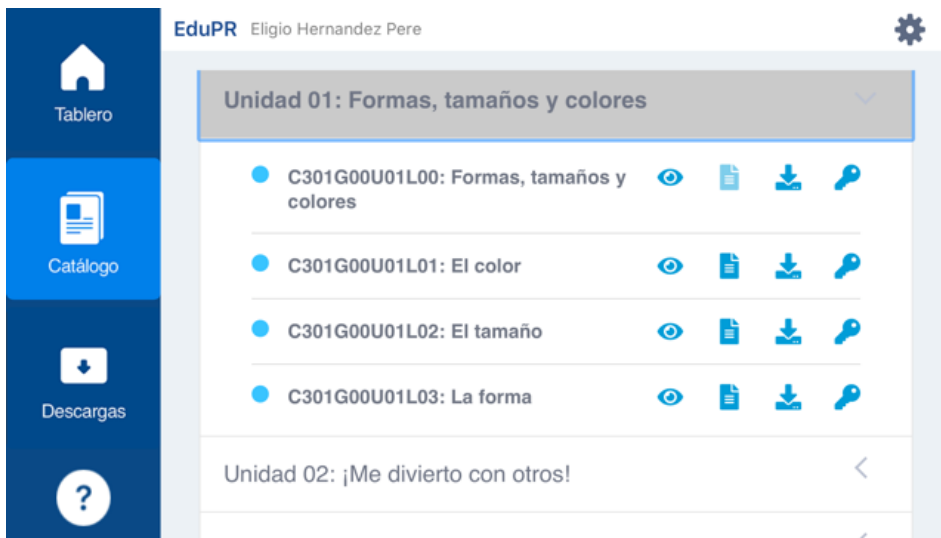 EduPR Eligio Hernandez Pere
Tablero
Catálogo
Descargas
?
Unidad 01: Formas, tamaños y colores
C301G00U01L00: Formas, tamaños y
colores
C301G00U01L01: El color
C301G00U01L02: El tamaño
C301G00U01L03: La forma
Unidad 02: ¡Me divierto con otros!